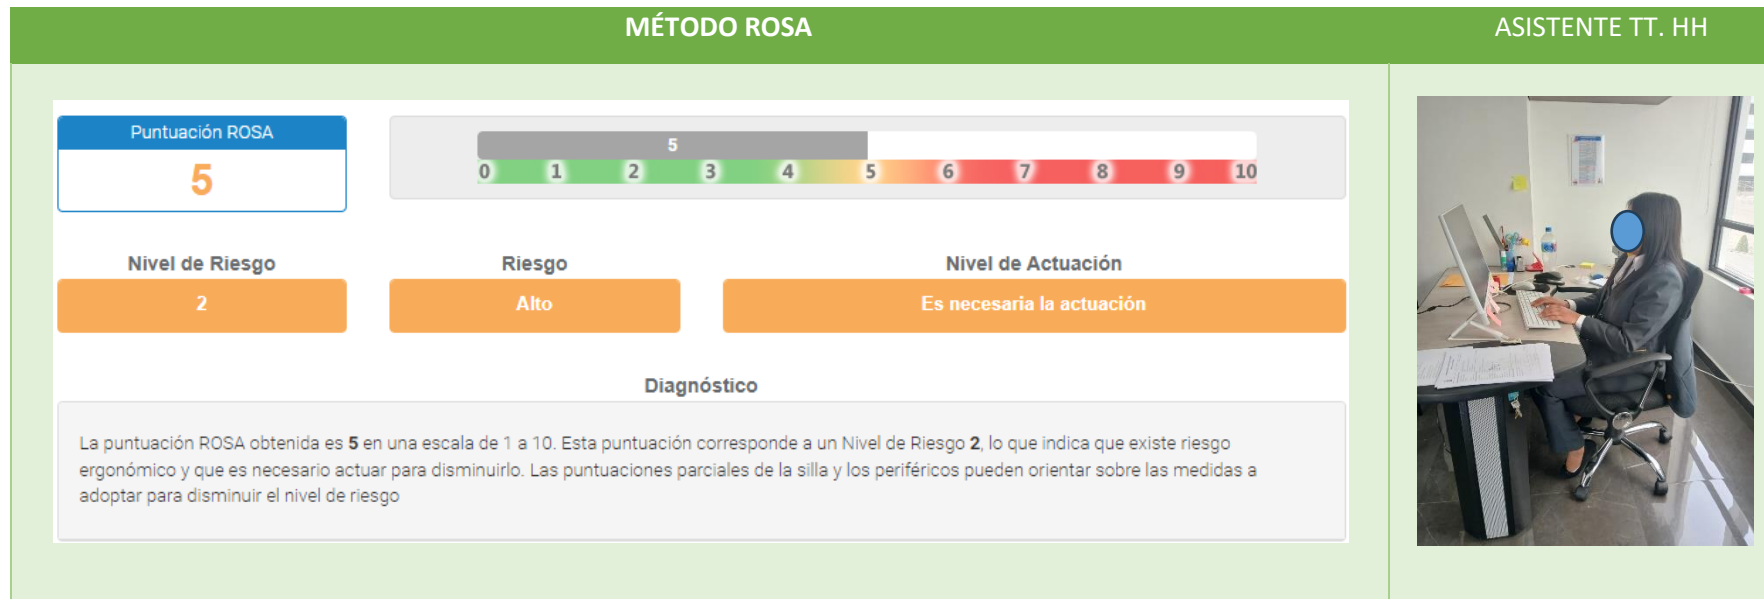 MÉTODO ROSA
ASISTENTE TT. HH
Puntuación ROSA
5
5
0 1 2 3 4 5 6 7 8 9 10
Nivel de Riesgo
2
Riesgo
Alto
Nivel de Actuación
Es necesaria la actuación
Diagnóstico
La puntuación ROSA obtenida es 5 en una escala de 1 a 10. Esta puntuación corresponde a un Nivel de Riesgo 2, lo que indica que existe riesgo
ergonómico y que es necesario actuar para disminuirlo. Las puntuaciones parciales de la silla y los periféricos pueden orientar sobre las medidas a
adoptar para disminuir el nivel de riesgo